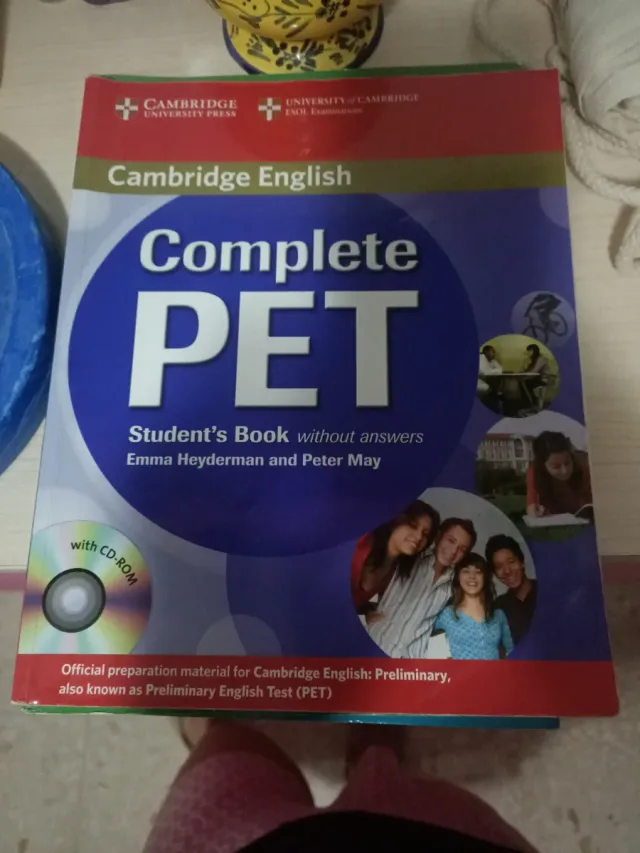 CAMBRIDGE
UNIVERSITY PRESS
UNIVERSITY of CAMBRIDGE
ESOL Examinations
Cambridge English
Complete
PET
Student's Book without answers
Emma Heyderman and Peter May
with CD-ROM
Official preparation material for Cambridge English: Preliminary,
also known as Preliminary English Test (PET)